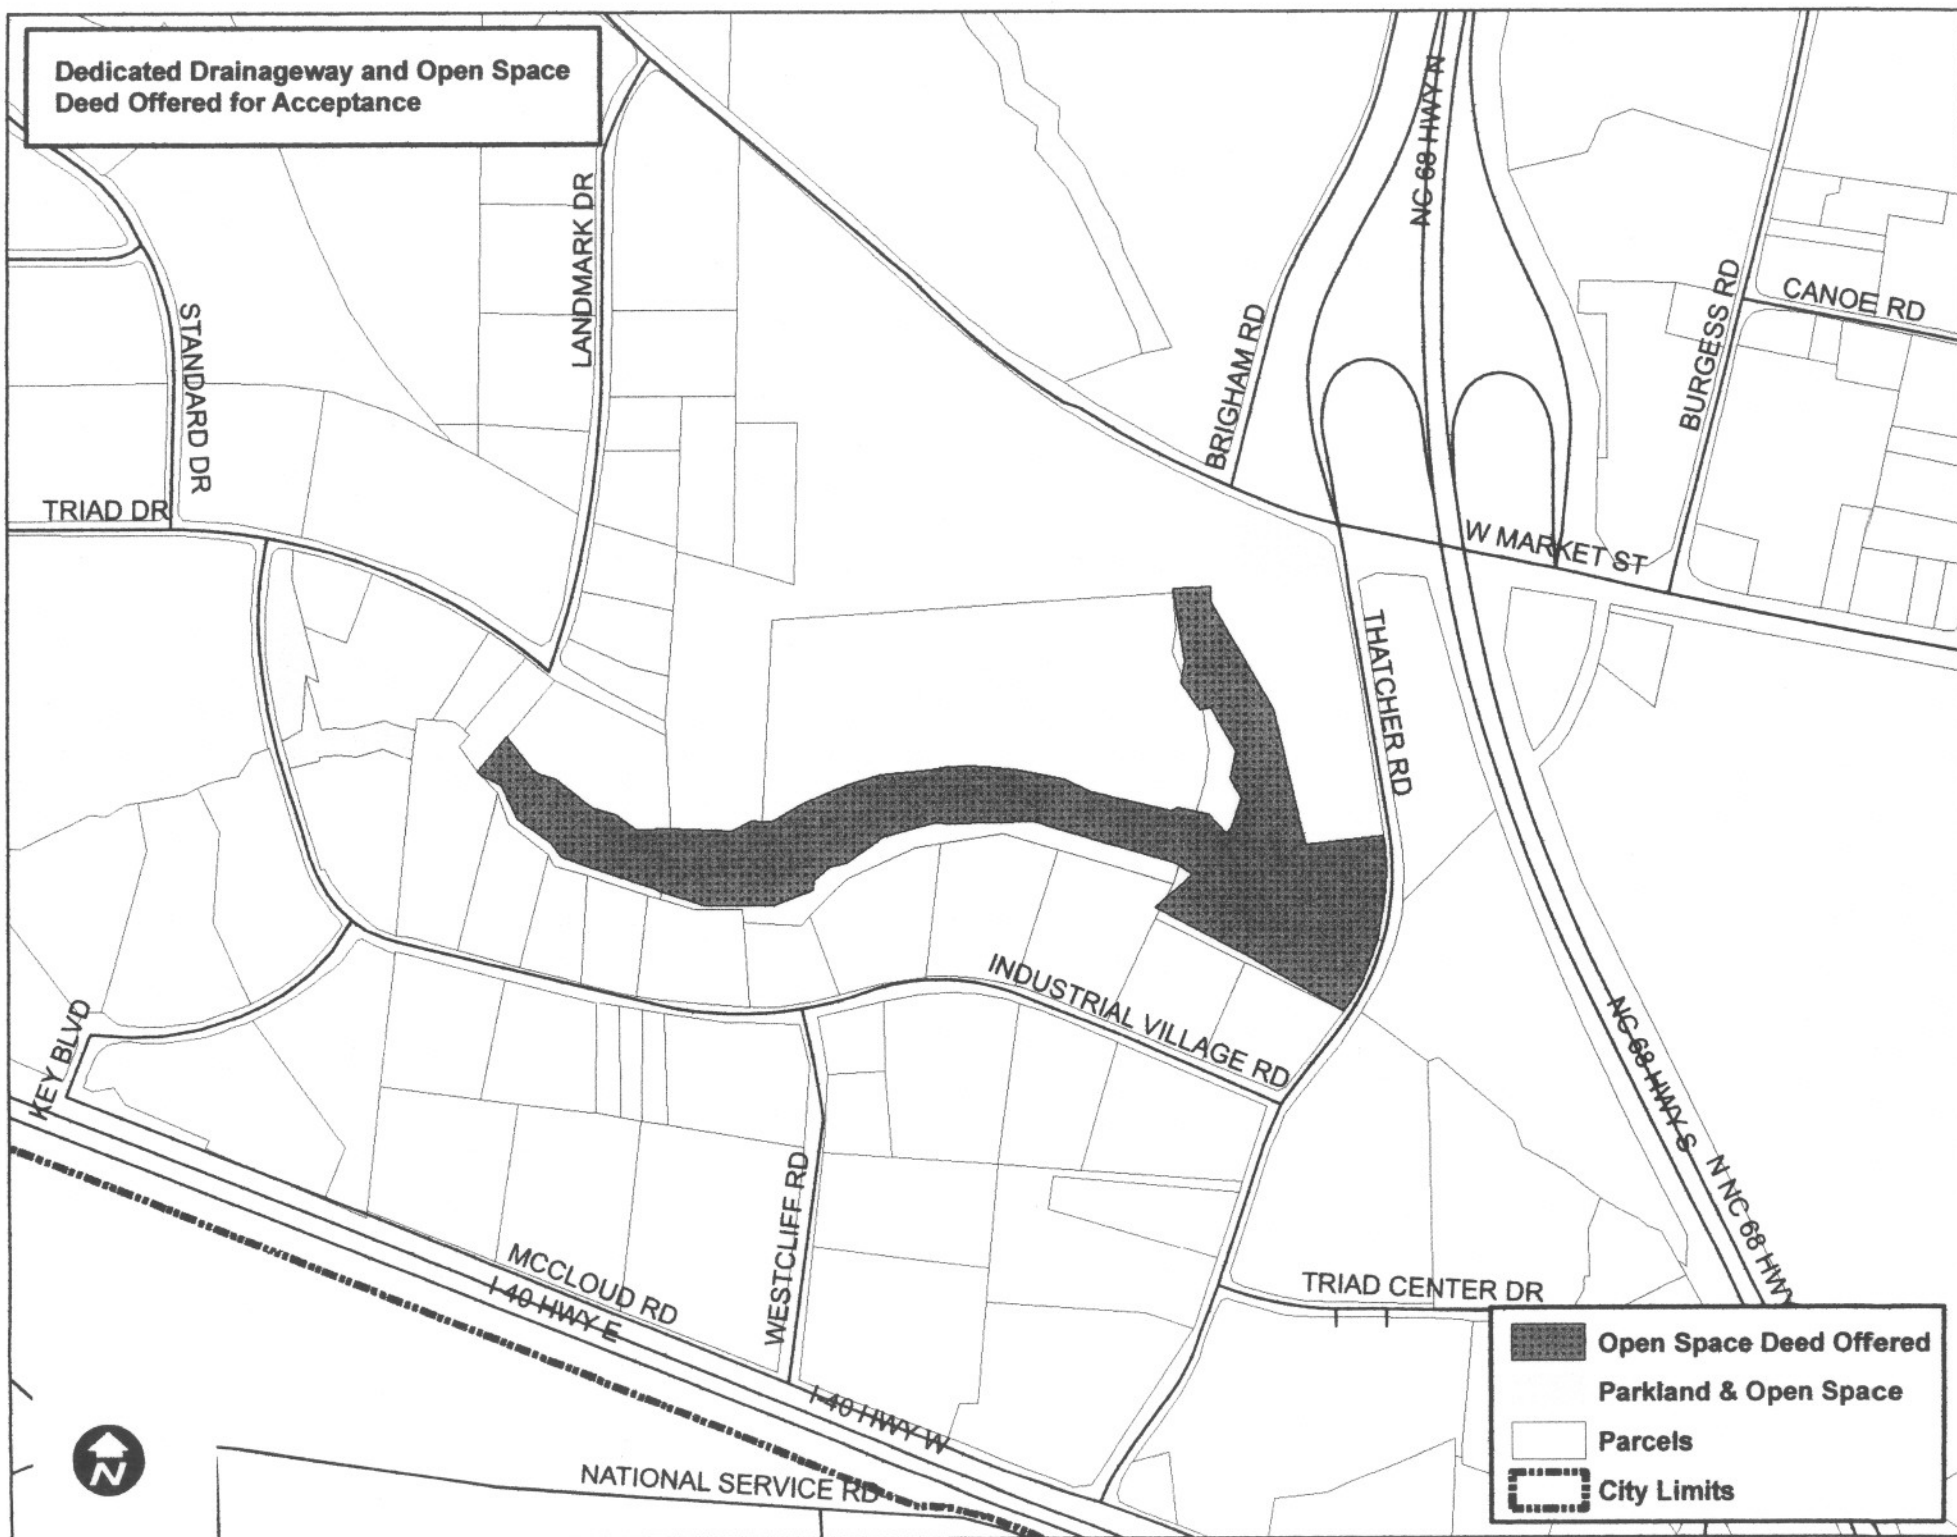 Dedicated Drainageway and Open Space
Deed Offered for Acceptance
NC 68 HWY N
LANDMARK DR
STANDARD DR
BRIGHAM RD
BURGESS RD
CANOE RD
TRIAD DR
W MARKET ST
THATCHER RD
INDUSTRIAL VILLAGE RD
KEY BLVD
NC 68 HWY S
N NC 68 HWY
WESTCLIFF RD
MCCLOUD RD
I-40 HWY E
TRIAD CENTER DR
I-40 HWY W
NATIONAL SERVICE RD
N
Open Space Deed Offered
Parkland & Open Space
Parcels
City Limits